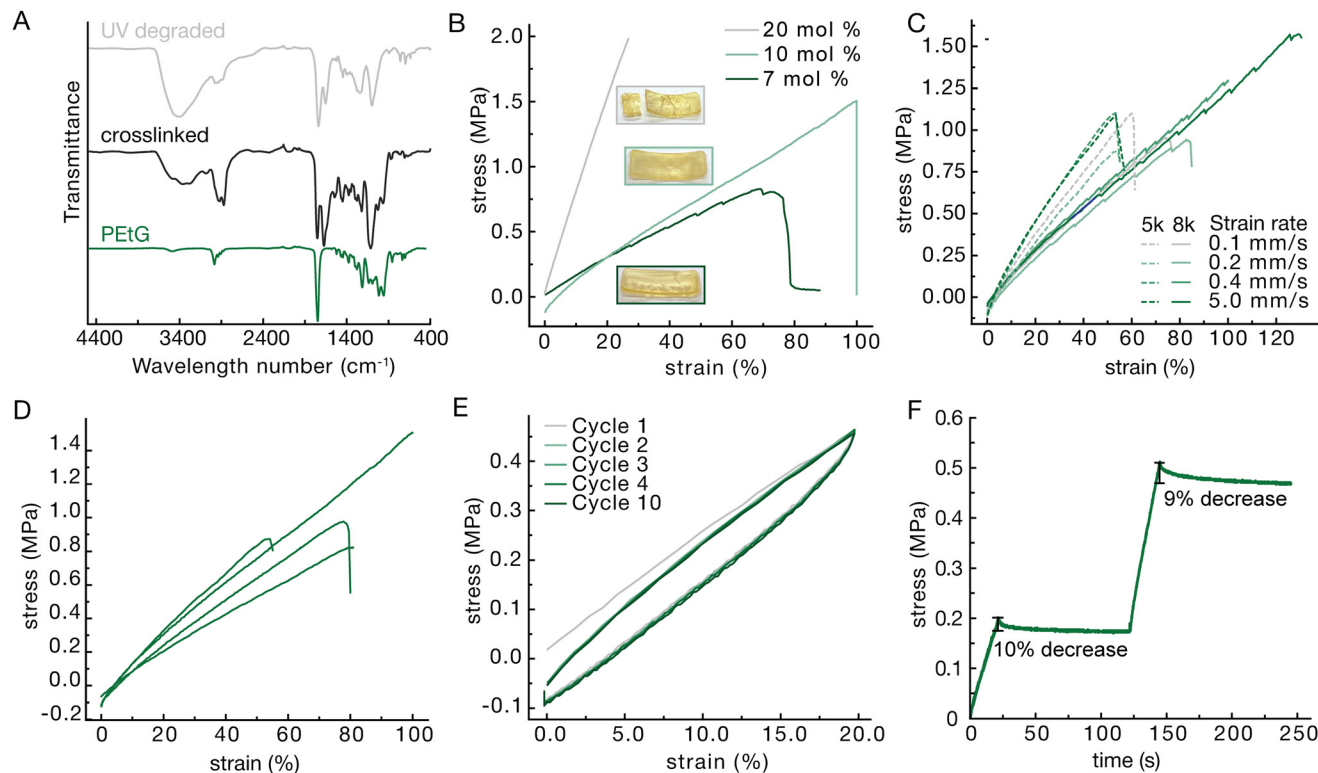 A
UV degraded
crosslinked
PEtG
Transmittance
4400 3400 2400 1400 400
Wavelength number (cm⁻¹)
B
20 mol %
10 mol %
7 mol %
stress (MPa)
2.0
1.5
1.0
0.5
0.0
0 20 40 60 80 100
strain (%)
C
stress (MPa)
1.50
1.25
1.00
0.75
0.50
0.25
0.00
5k 8k Strain rate
0.1 mm/s
0.2 mm/s
0.4 mm/s
5.0 mm/s
0 20 40 60 80 100 120
strain (%)
D
stress (MPa)
1.4
1.2
1.0
0.8
0.6
0.4
0.2
0.0
-0.2
0 20 40 60 80 100
strain (%)
E
Cycle 1
Cycle 2
Cycle 3
Cycle 4
Cycle 10
stress (MPa)
0.4
0.3
0.2
0.1
0.0
-0.1
0.0 5.0 10.0 15.0 20.0
strain (%)
F
stress (MPa)
0.6
0.5
0.4
0.3
0.2
0.1
0
9% decrease
10% decrease
0 50 100 150 200 250
time (s)